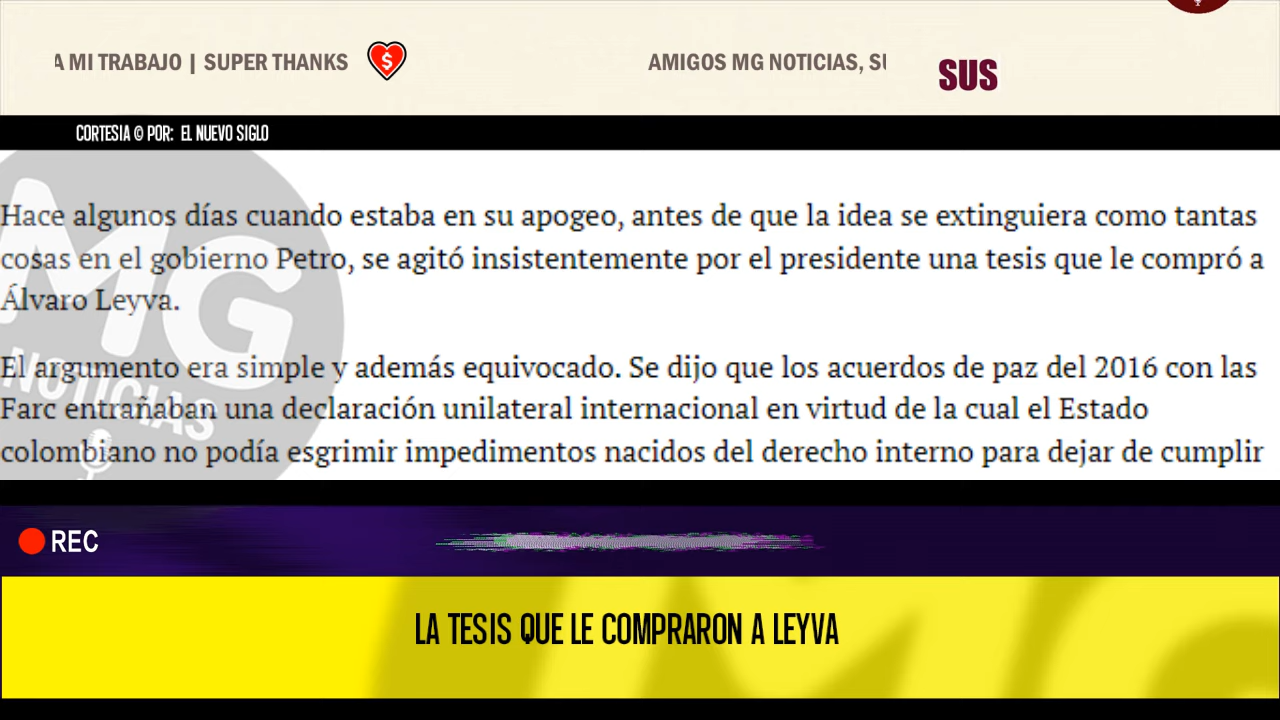 A MI TRABAJO | SUPER THANKS
$
AMIGOS MG NOTICIAS, SU
SUS
CORTESIA © POR: EL NUEVO SIGLO
Hace algunos días cuando estaba en su apogeo, antes de que la idea se extinguiera como tantas
cosas en el gobierno Petro, se agitó insistentemente por el presidente una tesis que le compró a
Álvaro Leyva.
El argumento era simple y además equivocado. Se dijo que los acuerdos de paz del 2016 con las
Farc entrañaban una declaración unilateral internacional en virtud de la cual el Estado
colombiano no podía esgrimir impedimentos nacidos del derecho interno para dejar de cumplir
MG
NOTICIAS
REC
LA TESIS QUE LE COMPRARON A LEYVA